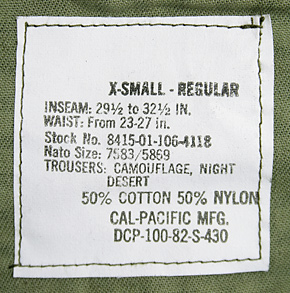 X-SMALL - REGULAR
INSEAM: 29½ to 32½ IN.
WAIST: From 23-27 in.
Stock No. 8415-01-106-4118
Nato Size: 7583/5869
TROUSERS: CAMOUFLAGE, NIGHT
DESERT
50% COTTON 50% NYLON
CAL-PACIFIC MFG.
DCP-100-82-S-430